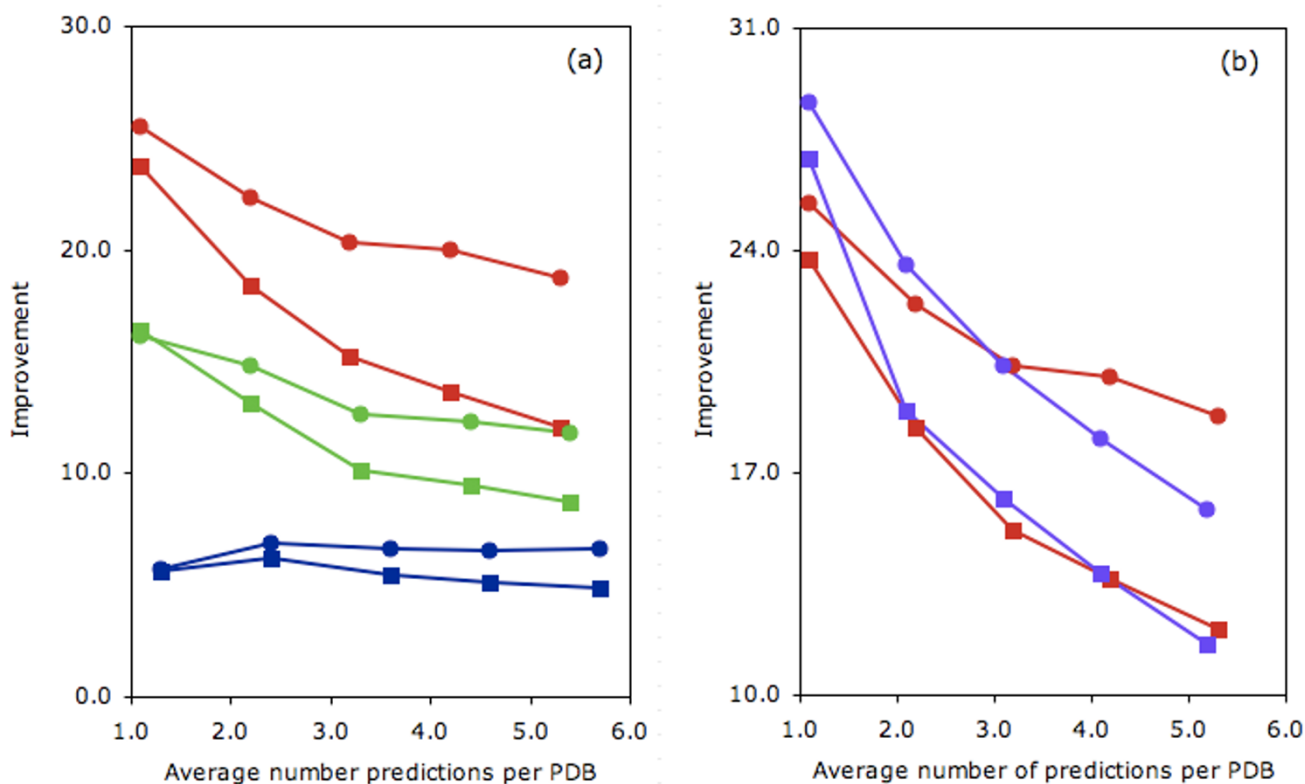 30.0
(a)
20.0
10.0
0.0
Improvement
1.0 2.0 3.0 4.0 5.0 6.0
Average number predictions per PDB
31.0
(b)
24.0
17.0
10.0
Improvement
1.0 2.0 3.0 4.0 5.0 6.0
Average number of predictions per PDB